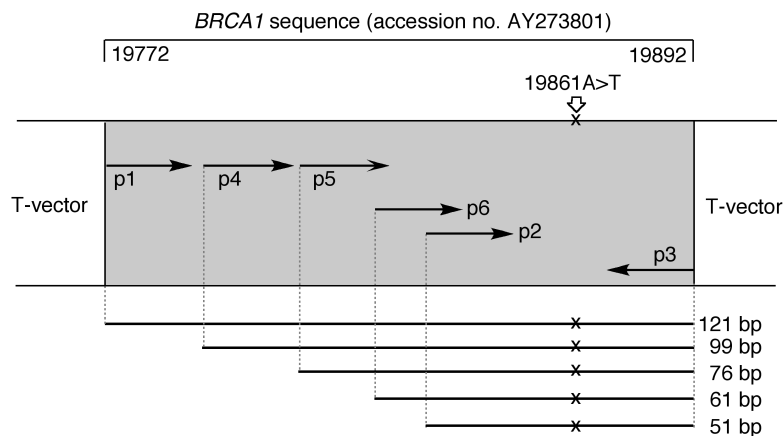 BRCA1 sequence (accession no. AY273801)
19772 19892
19861A>T
x
p1 p4 p5
T-vector p6 T-vector
p2
p3
x 121 bp
x 99 bp
x 76 bp
x 61 bp
x 51 bp